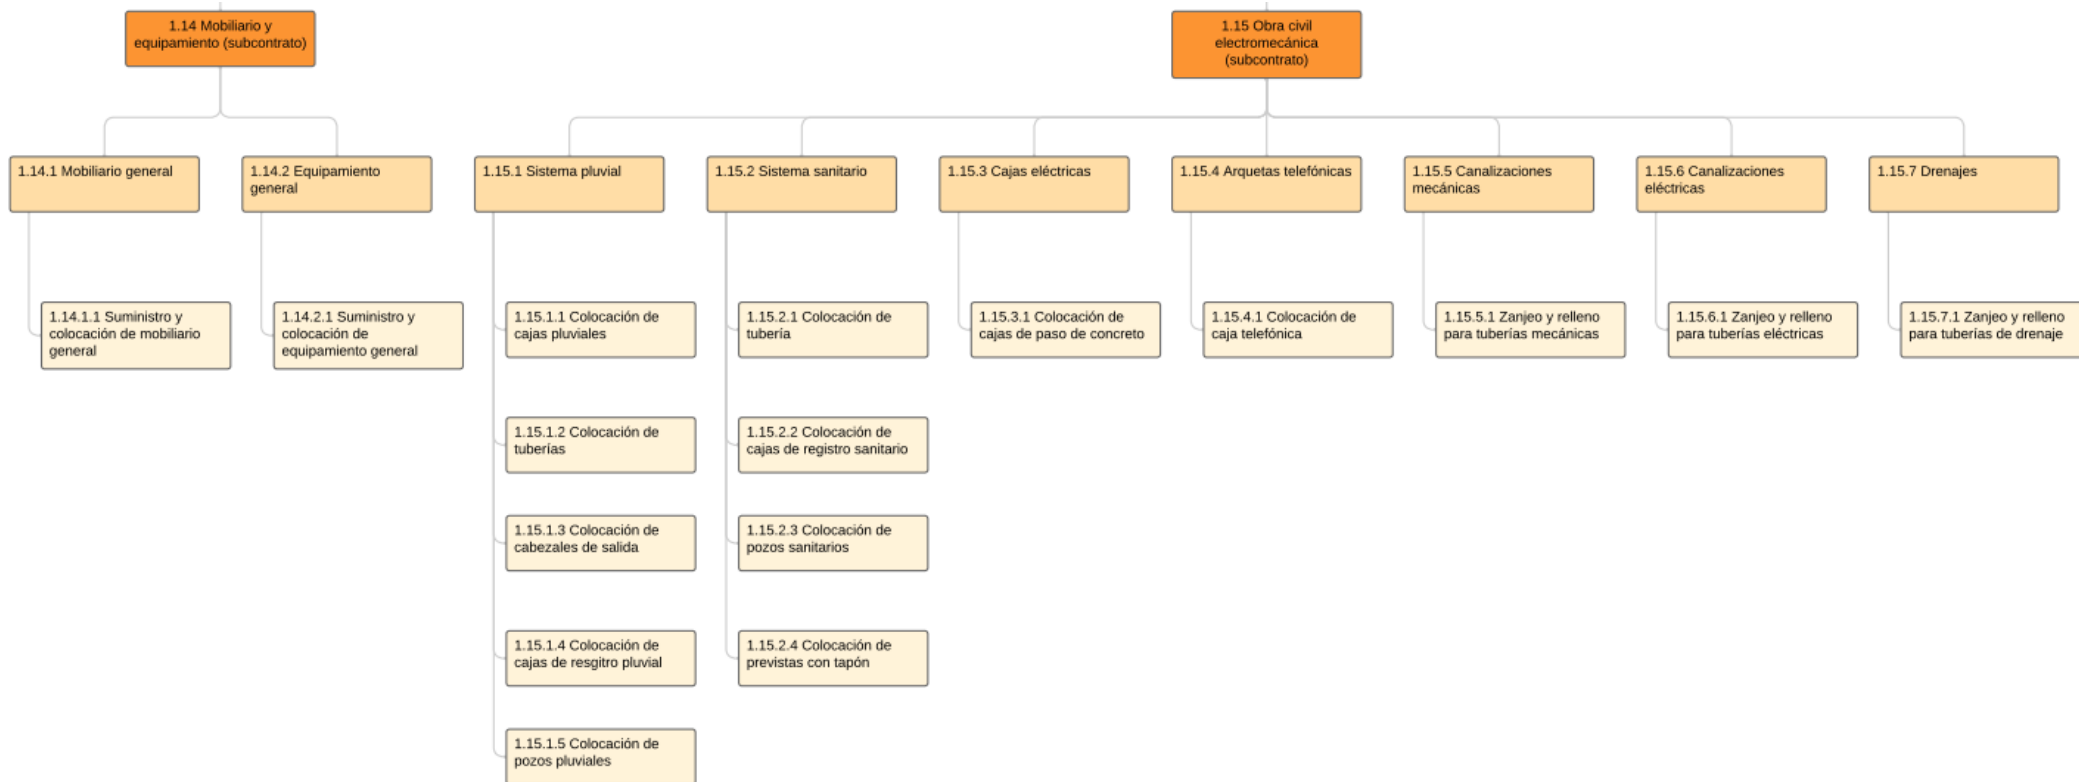 1.14 Mobiliario y
equipamiento (subcontrato)
1.15 Obra civil
electromecánica
(subcontrato)
1.14.1 Mobiliario general
1.14.2 Equipamiento
general
1.15.1 Sistema pluvial
1.15.2 Sistema sanitario
1.15.3 Cajas eléctricas
1.15.4 Arquetas telefónicas
1.15.5 Canalizaciones
mecánicas
1.15.6 Canalizaciones
eléctricas
1.15.7 Drenajes
1.14.1.1 Suministro y
colocación de mobiliario
general
1.14.2.1 Suministro y
colocación de
equipamiento general
1.15.1.1 Colocación de
cajas pluviales
1.15.2.1 Colocación de
tubería
1.15.3.1 Colocación de
cajas de paso de concreto
1.15.4.1 Colocación de
caja telefónica
1.15.5.1 Zanjeo y relleno
para tuberías mecánicas
1.15.6.1 Zanjeo y relleno
para tuberías eléctricas
1.15.7.1 Zanjeo y relleno
para tuberías de drenaje
1.15.1.2 Colocación de
tuberías
1.15.2.2 Colocación de
cajas de registro sanitario
1.15.1.3 Colocación de
cabezales de salida
1.15.2.3 Colocación de
pozos sanitarios
1.15.1.4 Colocación de
cajas de resgitro pluvial
1.15.2.4 Colocación de
previstas con tapón
1.15.1.5 Colocación de
pozos pluviales